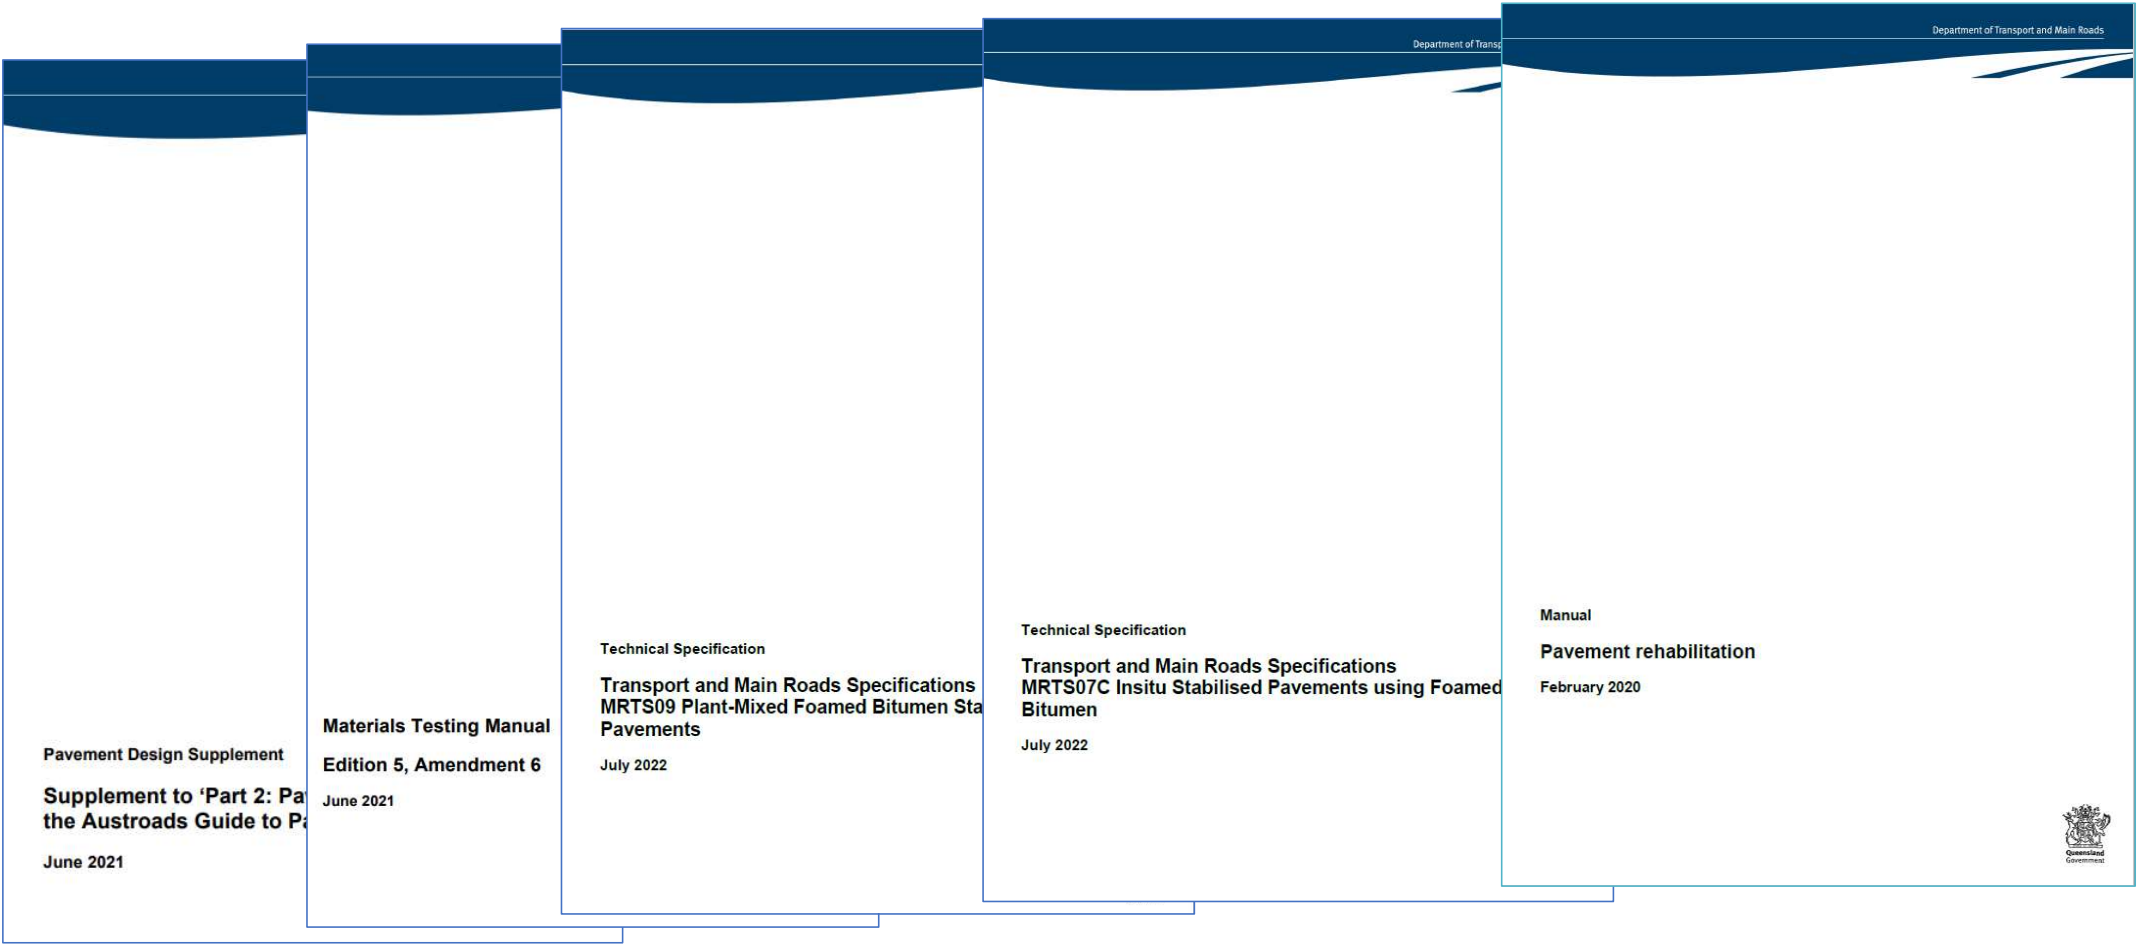 Pavement Design Supplement
Supplement to ‘Part 2: Pa
the Austroads Guide to Pa
June 2021
Materials Testing Manual
Edition 5, Amendment 6
June 2021
Technical Specification
Transport and Main Roads Specifications
MRTS09 Plant-Mixed Foamed Bitumen Sta
Pavements
July 2022
Department of Transp
Technical Specification
Transport and Main Roads Specifications
MRTS07C Insitu Stabilised Pavements using Foamed
Bitumen
July 2022
Department of Transport and Main Roads
Manual
Pavement rehabilitation
February 2020
Queensland
Government